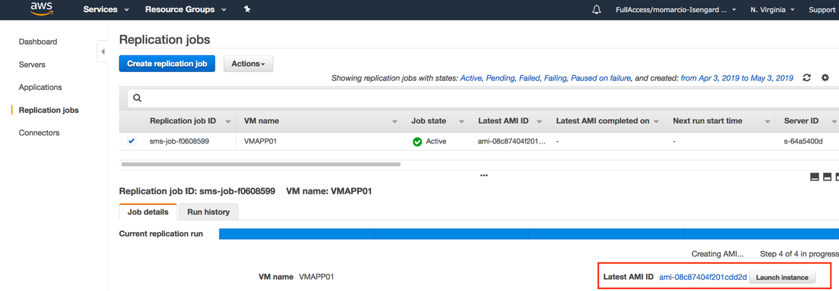 aws Services Resource Groups FullAccess/momarcio-Isengard ... N. Virginia Support
Dashboard
Servers
Applications
Replication jobs
Connectors
Replication jobs
Create replication job Actions
Showing replication jobs with states: Active, Pending, Failed, Failing, Paused on failure, and created: from Apr 3, 2019 to May 3, 2019
Replication job ID VM name Job state Latest AMI ID Latest AMI completed on Next run start time Server ID
sms-job-f0608599 VMAPP01 Active ami-08c87404f201... - - s-64a5400d
Replication job ID: sms-job-f0608599 VM name: VMAPP01
Job details Run history
Current replication run
Creating AMI... Step 4 of 4 in progress
VM name VMAPP01 Latest AMI ID ami-08c87404f201cdd2d Launch instance